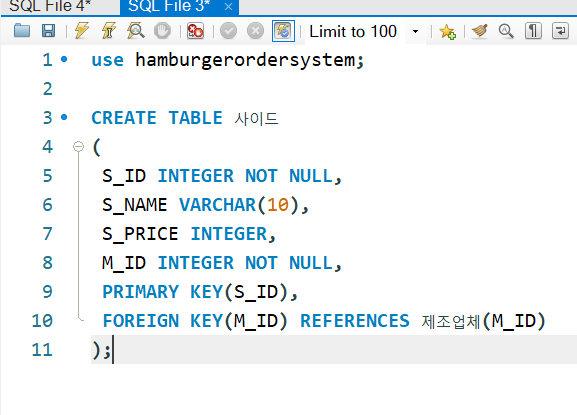 SQL File 4* SQL File 3* ×
Limit to 100
1 use hamburgerordersystem;
2
3 CREATE TABLE 사이드
4 (
5 S_ID INTEGER NOT NULL,
6 S_NAME VARCHAR(10),
7 S_PRICE INTEGER,
8 M_ID INTEGER NOT NULL,
9 PRIMARY KEY(S_ID),
10 FOREIGN KEY(M_ID) REFERENCES 제조업체(M_ID)
11 );